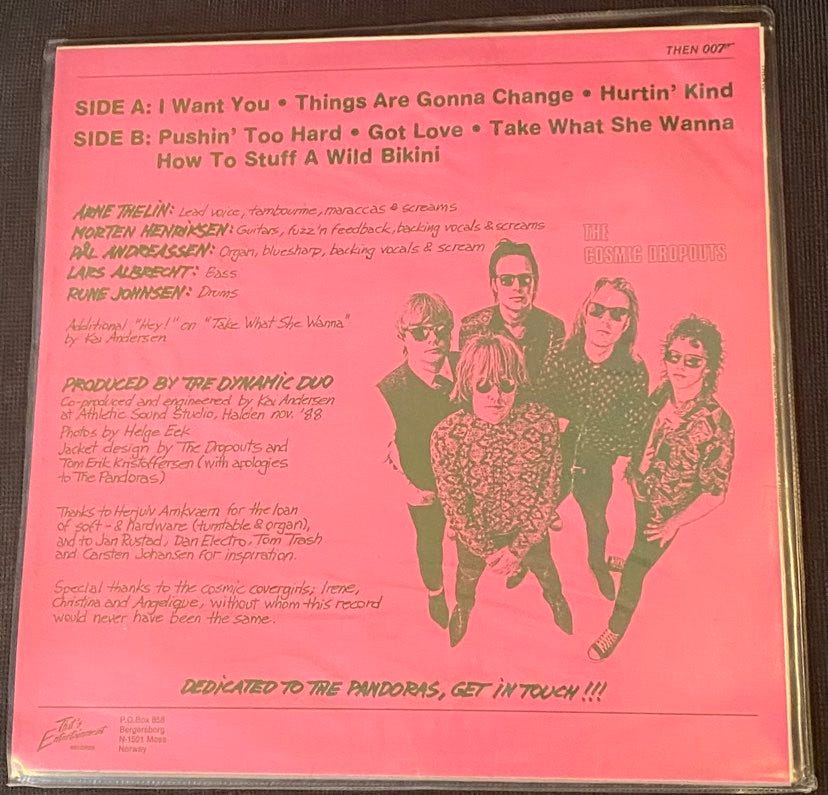 THEN 007
SIDE A: I Want You • Things Are Gonna Change • Hurtin' Kind
SIDE B: Pushin' Too Hard • Got Love • Take What She Wanna
How To Stuff A Wild Bikini
ARNE THELIN: Lead voice, tambourine, maraccas & screams
MORTEN HENRIKSEN: Guitars, fuzz'n feedback, backing vocals & screams
PÅL ANDREASSEN: Organ, bluesharp, backing vocals & scream
LARS ALBRECHT: Bass
RUNE JOHNSEN: Drums
THE
COSMIC DROPOUTS
Additional "Hey!" on "Take What She Wanna"
by Kai Andersen
PRODUCED BY THE DYNAMIC DUO
Co-produced and engineered by Kai Andersen
at Athletic Sound Studio, Halden nov. '88
Photos by Helge Eek
Jacket design by The Dropouts and
Tom Erik Kristoffersen (with apologies
to The Pandoras)
Thanks to Herjulv Arnkværn for the loan
of soft- & hardware (turntable & organ),
and to Jan Rustad, Dan Electro, Tom Trash
and Carsten Johansen for inspiration.
Special thanks to the cosmic covergirls; Irene,
Christina and Angelique, without whom this record
would never have been the same.
DEDICATED TO THE PANDORAS, GET IN TOUCH!!!
That's
Entertainment
RECORDS
P.O.Box 858
Bergersborg
N-1501 Moss
Norway